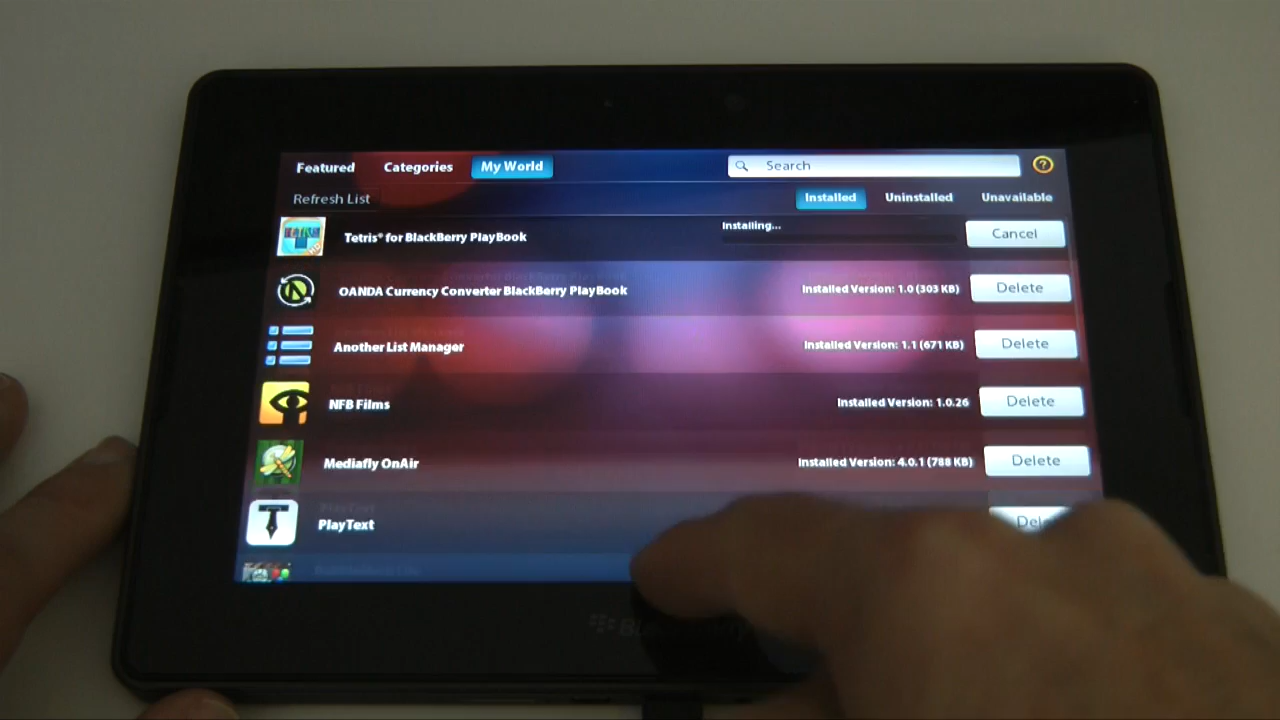 Featured Categories My World Search ?
Refresh List Installed Uninstalled Unavailable
Tetris® for BlackBerry PlayBook Installing... Cancel
OANDA Currency Converter BlackBerry PlayBook Installed Version: 1.0 (303 KB) Delete
Another List Manager Installed Version: 1.1 (671 KB) Delete
NFB Films Installed Version: 1.0.26 Delete
Mediafly OnAir Installed Version: 4.0.1 (788 KB) Delete
PlayText